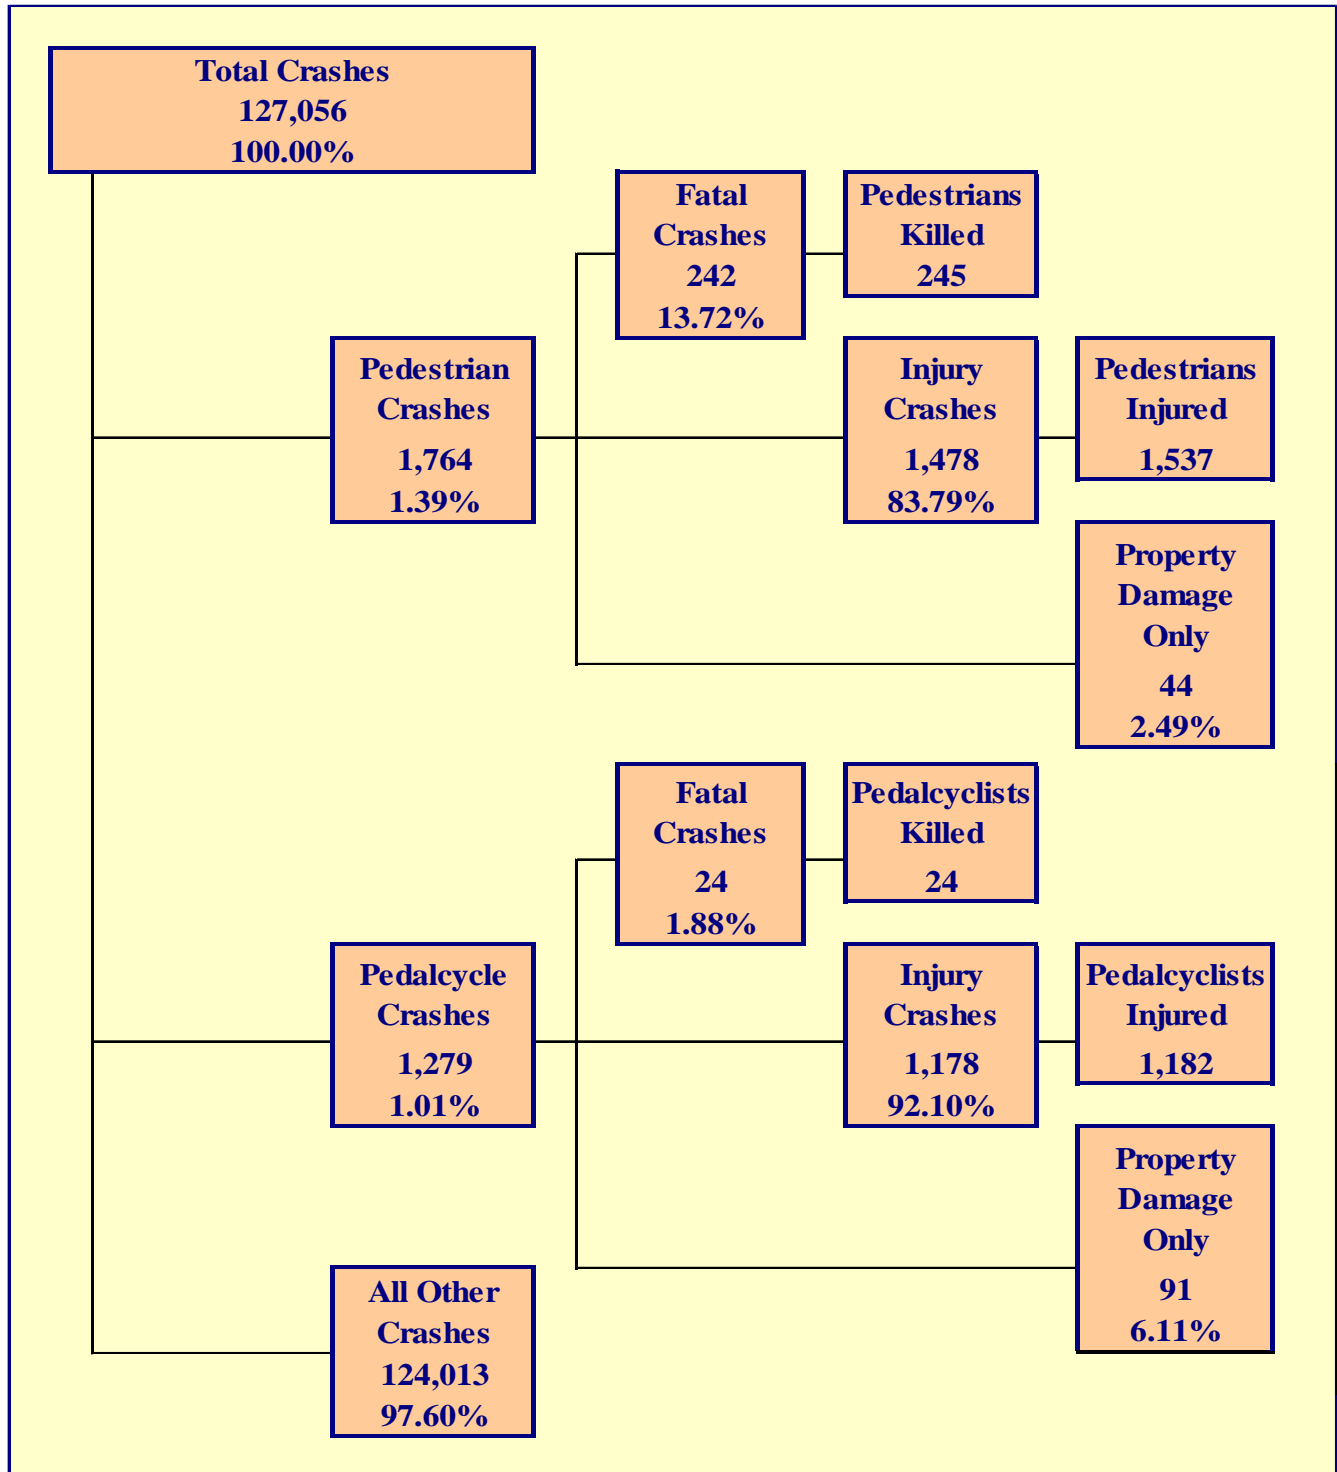 Total Crashes
127,056
100.00%
Fatal
Crashes
242
13.72%
Pedestrians
Killed
245
Pedestrian
Crashes
1,764
1.39%
Injury
Crashes
1,478
83.79%
Pedestrians
Injured
1,537
Property
Damage
Only
44
2.49%
Fatal
Crashes
24
1.88%
Pedalcyclists
Killed
24
Pedalcycle
Crashes
1,279
1.01%
Injury
Crashes
1,178
92.10%
Pedalcyclists
Injured
1,182
Property
Damage
Only
91
6.11%
All Other
Crashes
124,013
97.60%